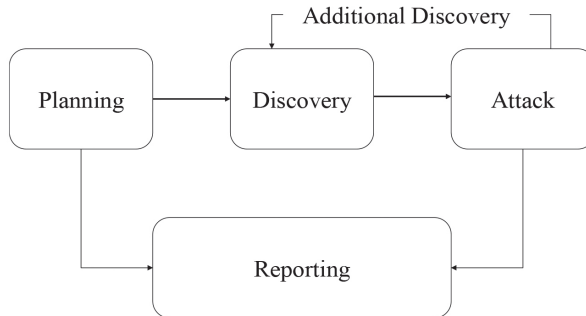 Additional Discovery
Planning
Discovery
Attack
Reporting